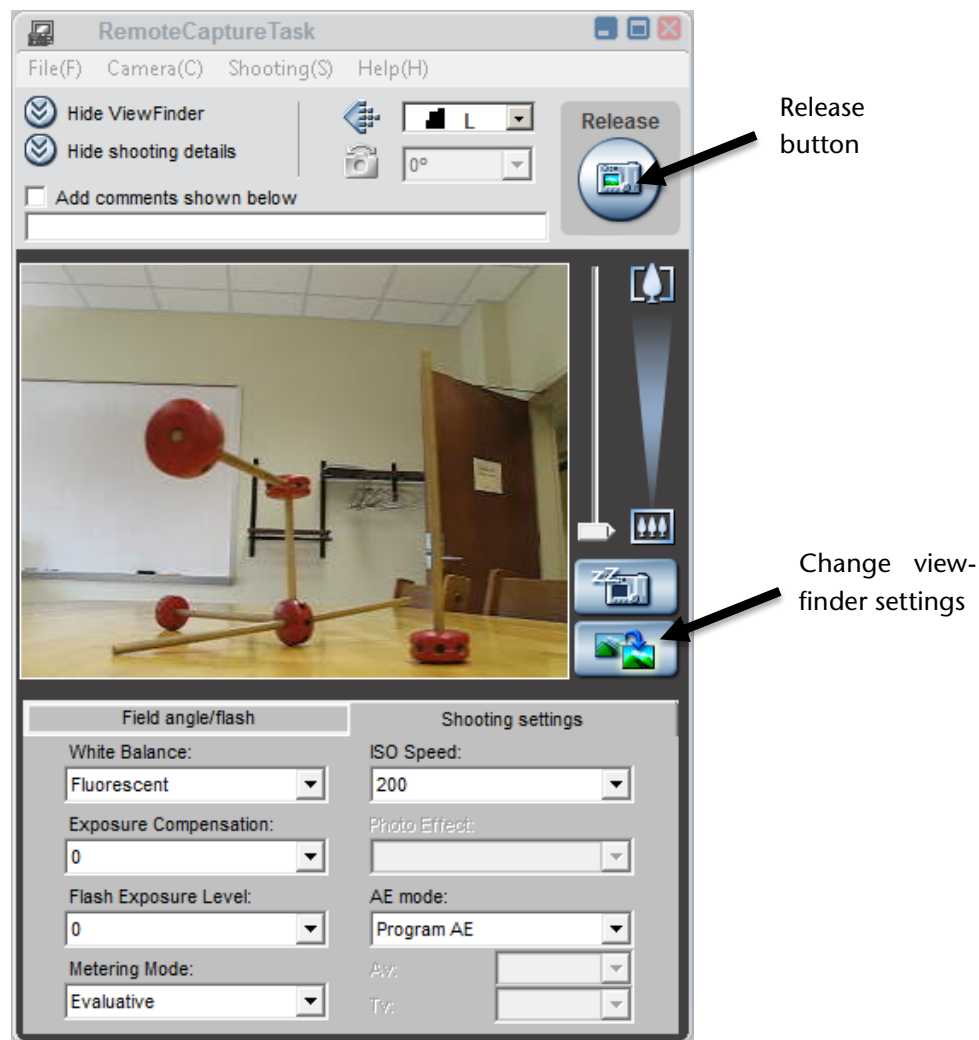 RemoteCaptureTask
File(F) Camera(C) Shooting(S) Help(H)
Hide ViewFinder
Hide shooting details
L
0°
Release
Add comments shown below
Release
button
Change view-
finder settings
Field angle/flash
Shooting settings
White Balance:
ISO Speed:
Fluorescent
200
Exposure Compensation:
Photo Effect:
0
Flash Exposure Level:
AE mode:
0
Program AE
Metering Mode:
Av:
Evaluative
Tv: